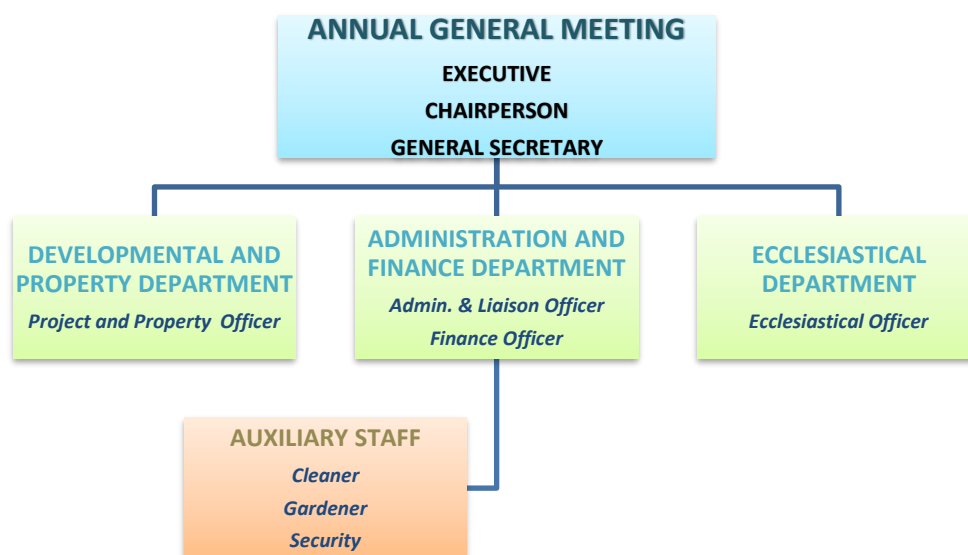 ANNUAL GENERAL MEETING
EXECUTIVE
CHAIRPERSON
GENERAL SECRETARY
DEVELOPMENTAL AND
PROPERTY DEPARTMENT
Project and Property Officer
ADMINISTRATION AND
FINANCE DEPARTMENT
Admin. & Liaison Officer
Finance Officer
ECCLESIASTICAL
DEPARTMENT
Ecclesiastical Officer
AUXILIARY STAFF
Cleaner
Gardener
Security